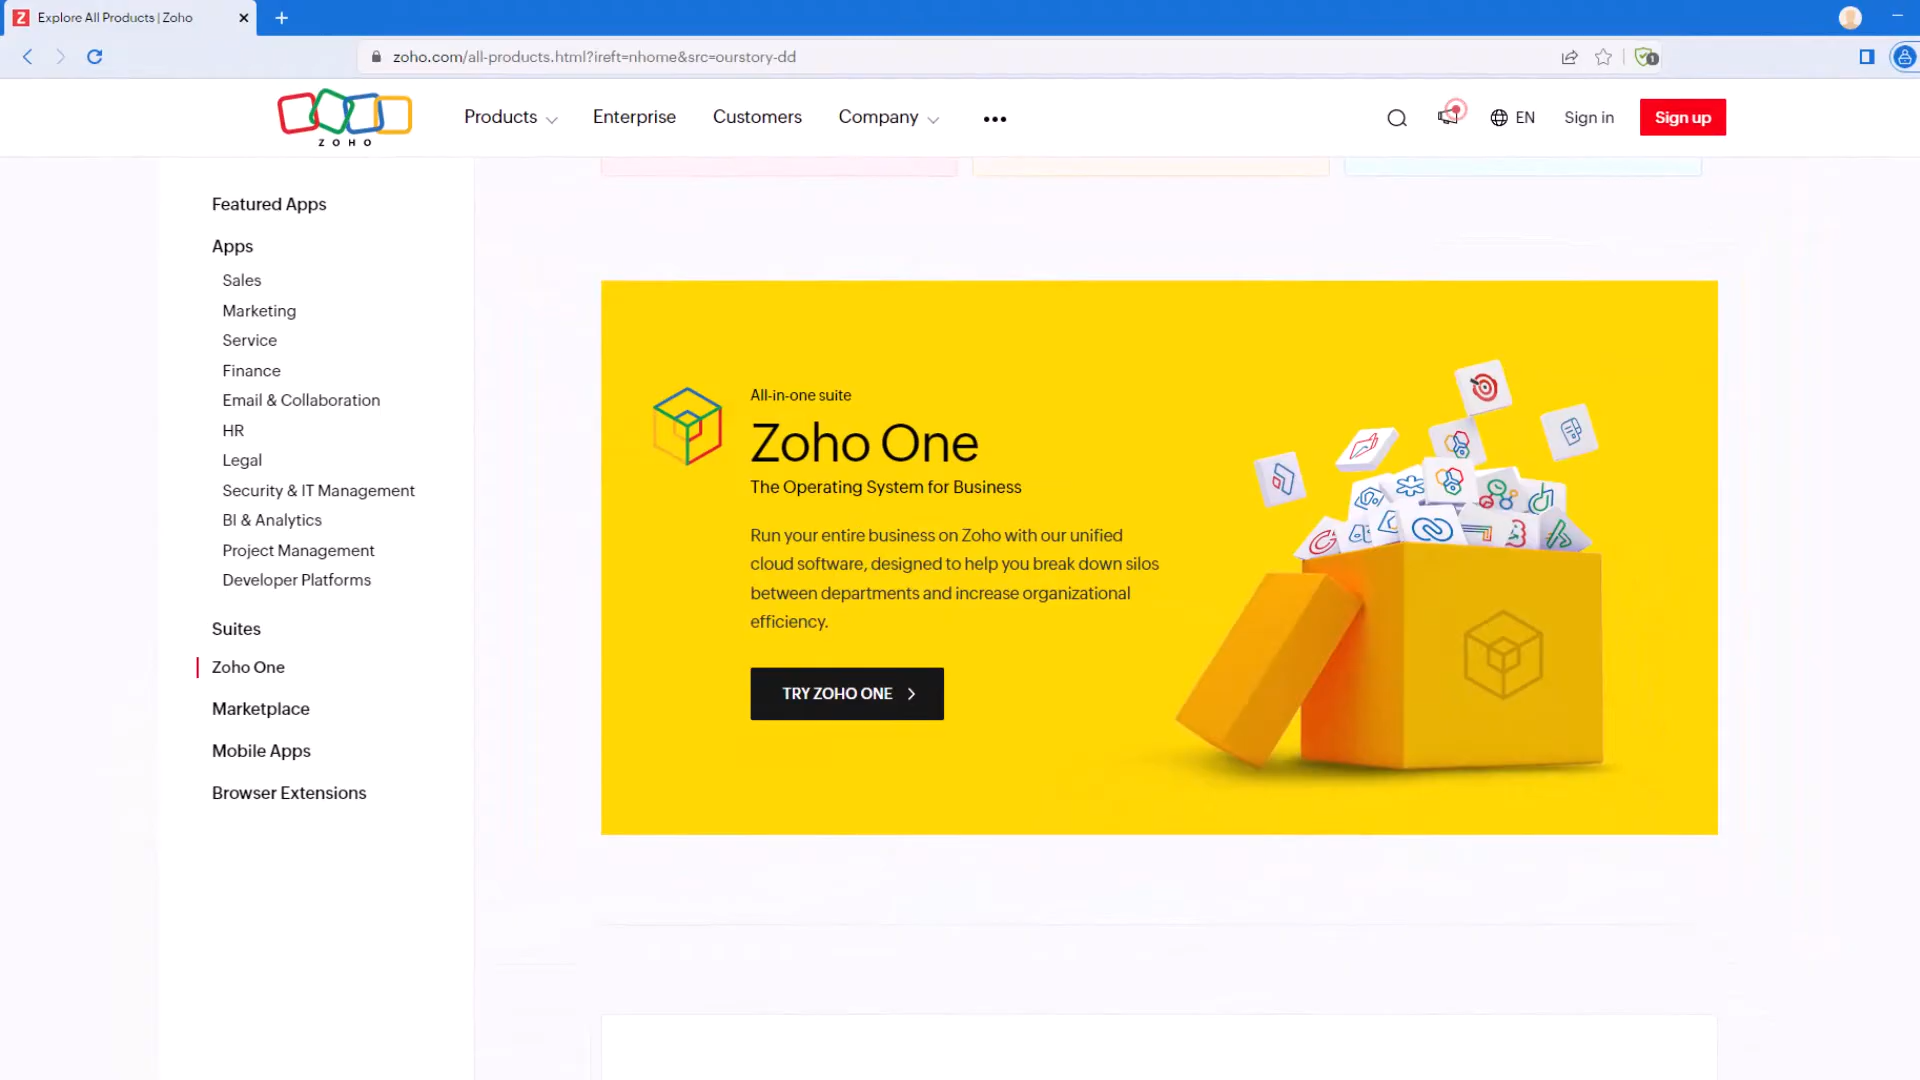 Explore All Products | Zoho
zoho.com/all-products.html?ireft=nhome&src=ourstory-dd
ZOHO
Products
Enterprise
Customers
Company
EN
Sign in
Sign up
Featured Apps
Apps
Sales
Marketing
Service
Finance
Email & Collaboration
HR
Legal
Security & IT Management
BI & Analytics
Project Management
Developer Platforms
Suites
Zoho One
Marketplace
Mobile Apps
Browser Extensions
All-in-one suite
Zoho One
The Operating System for Business
Run your entire business on Zoho with our unified
cloud software, designed to help you break down silos
between departments and increase organizational
efficiency.
TRY ZOHO ONE